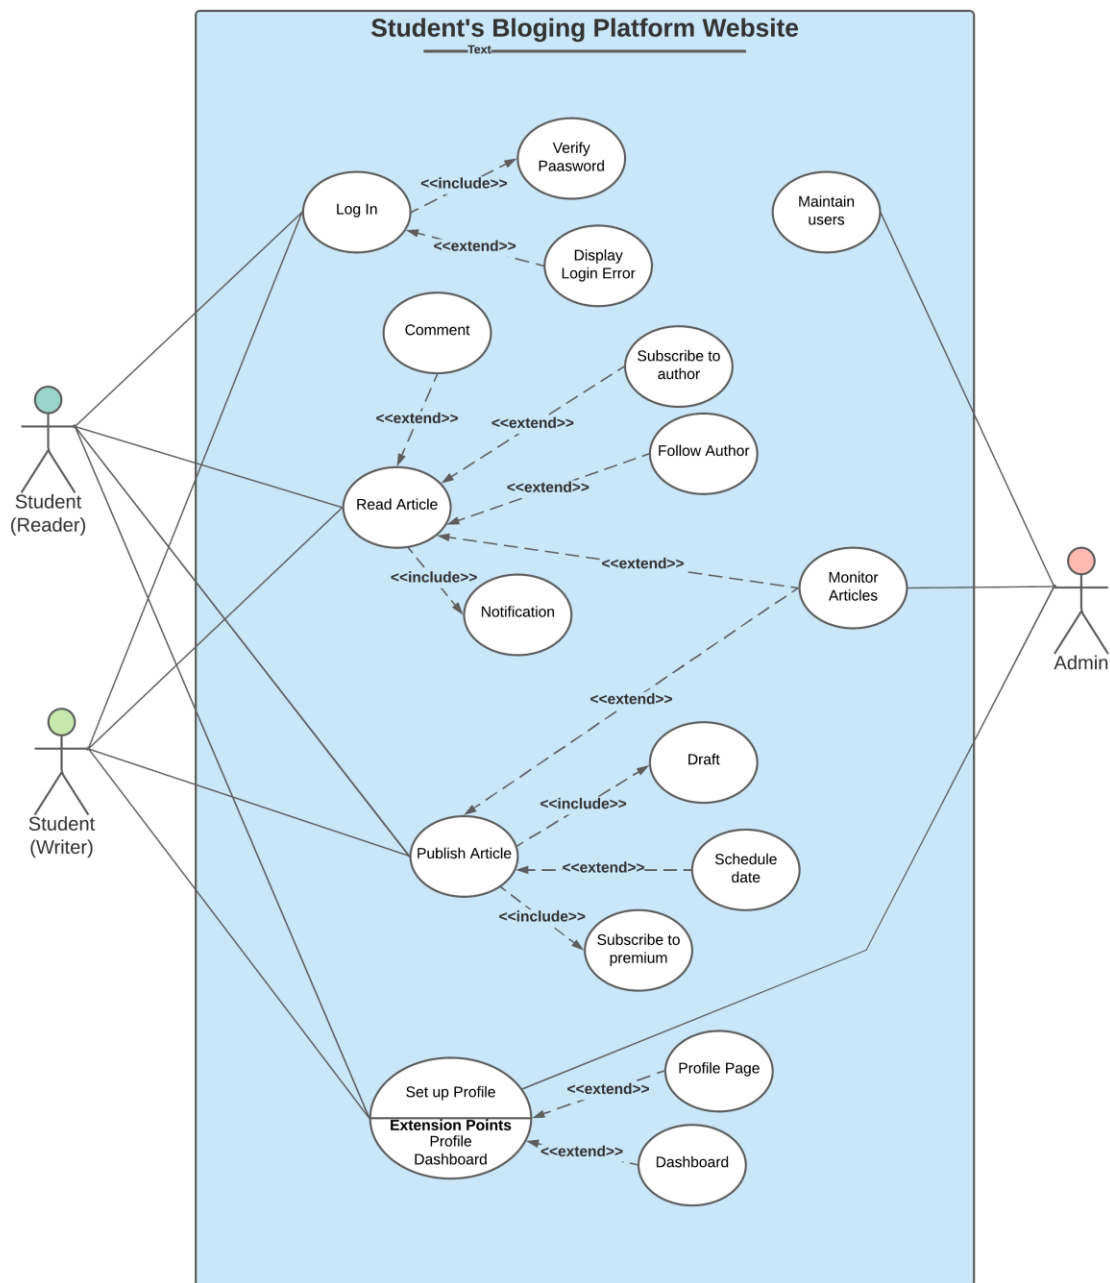 Student's Bloging Platform Website
Text
Verify
Paasword
<<include>>
Log In
Maintain
users
<<extend>>
Display
Login Error
Comment
Subscribe to
author
<<extend>>
<<extend>>
Follow Author
<<extend>>
Read Article
Student
(Reader)
<<extend>>
<<include>>
Monitor
Articles
Notification
Admin
<<extend>>
Draft
<<include>>
Student
(Writer)
Publish Article
<<extend>>
Schedule
date
<<include>>
Subscribe to
premium
Set up Profile
Profile Page
<<extend>>
Extension Points
Profile
Dashboard
<<extend>>
Dashboard